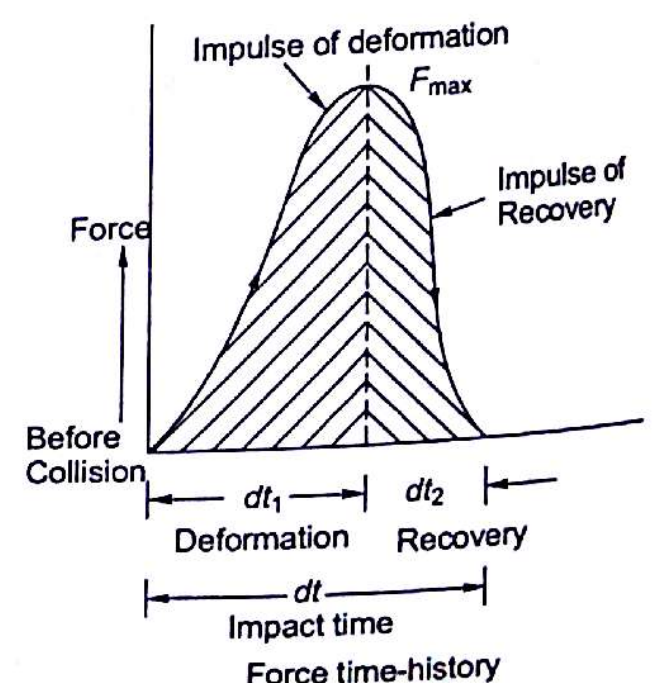 Impulse of deformation
F max
Impulse of
Recovery
Force
Before
Collision
dt1
dt2
Deformation
Recovery
dt
Impact time
Force time-history